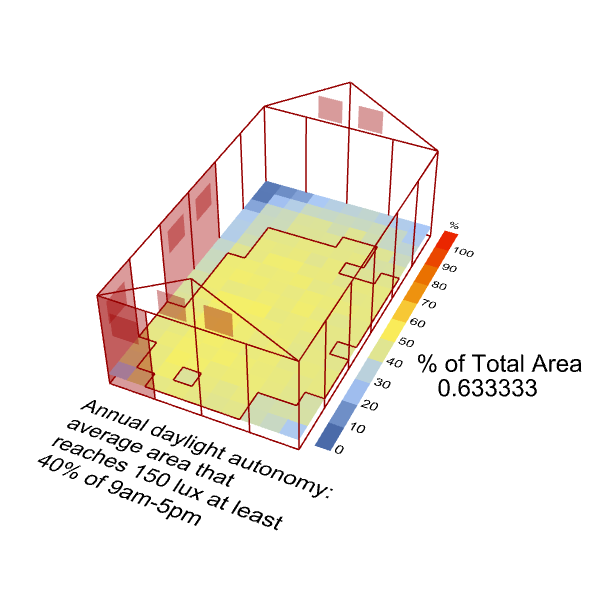 %
100
90
80
70
60
50
40
30
20
10
0
% of Total Area
0.633333
Annual daylight autonomy:
average area that
reaches 150 lux at least
40% of 9am-5pm